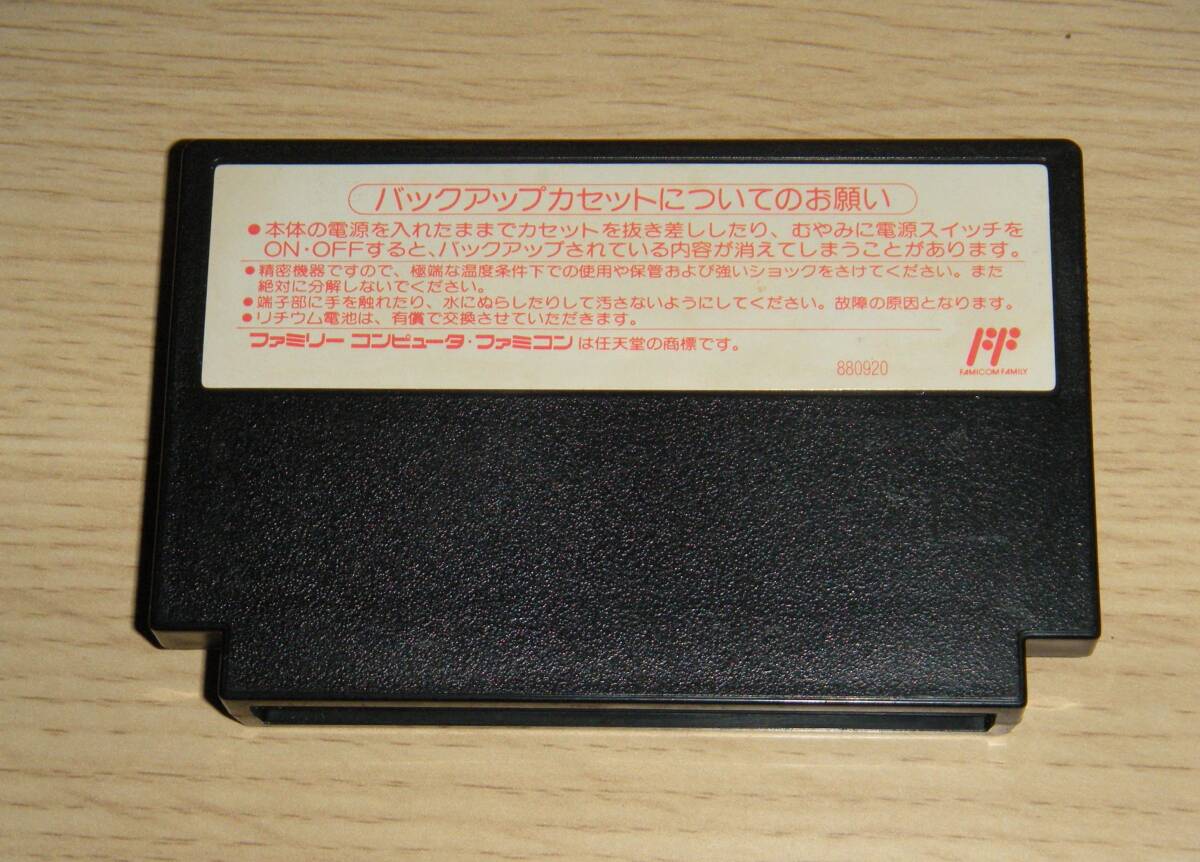 バックアップカセットについてのお願い
●本体の電源を入れたままでカセットを抜き差ししたり、むやみに電源スイッチを
ON・OFFすると、バックアップされている内容が消えてしまうことがあります。
●精密機器ですので、極端な温度条件下での使用や保管および強いショックをさけてください。また
絶対に分解しないでください。
●端子部に手を触れたり、水にぬらしたりして汚さないようにしてください。故障の原因となります。
●リチウム電池は、有償で交換させていただきます。
ファミリー コンピュータ・ファミコンは任天堂の商標です。
880920
FAMICOM FAMILY